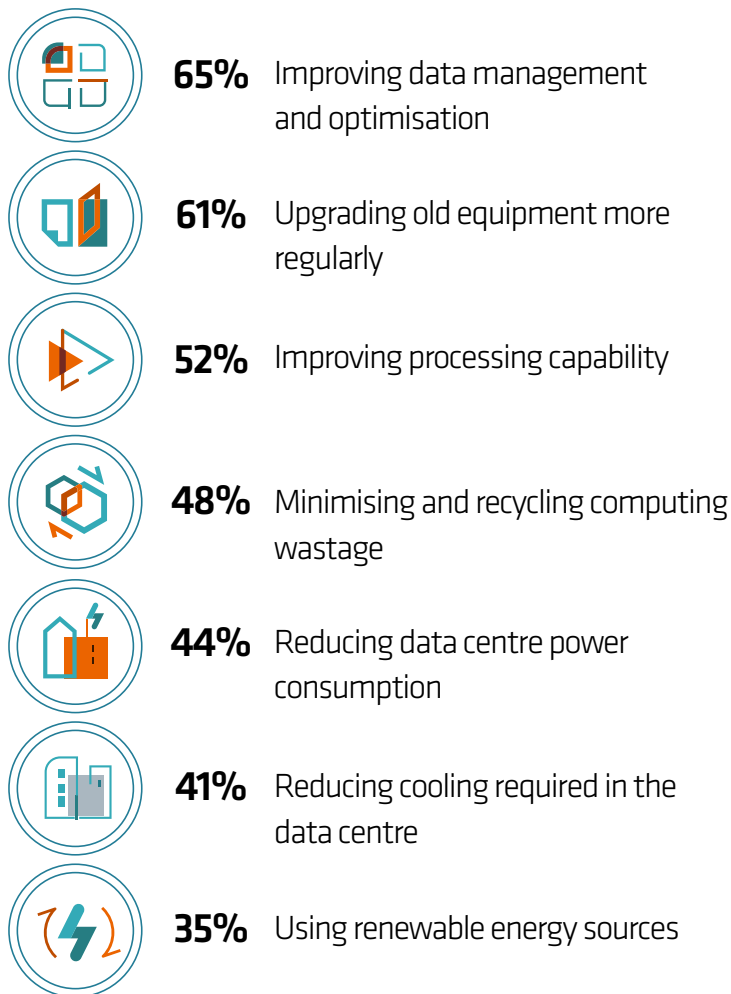 65% Improving data management
and optimisation
61% Upgrading old equipment more
regularly
52% Improving processing capability
48% Minimising and recycling computing
wastage
44% Reducing data centre power
consumption
41% Reducing cooling required in the
data centre
35% Using renewable energy sources